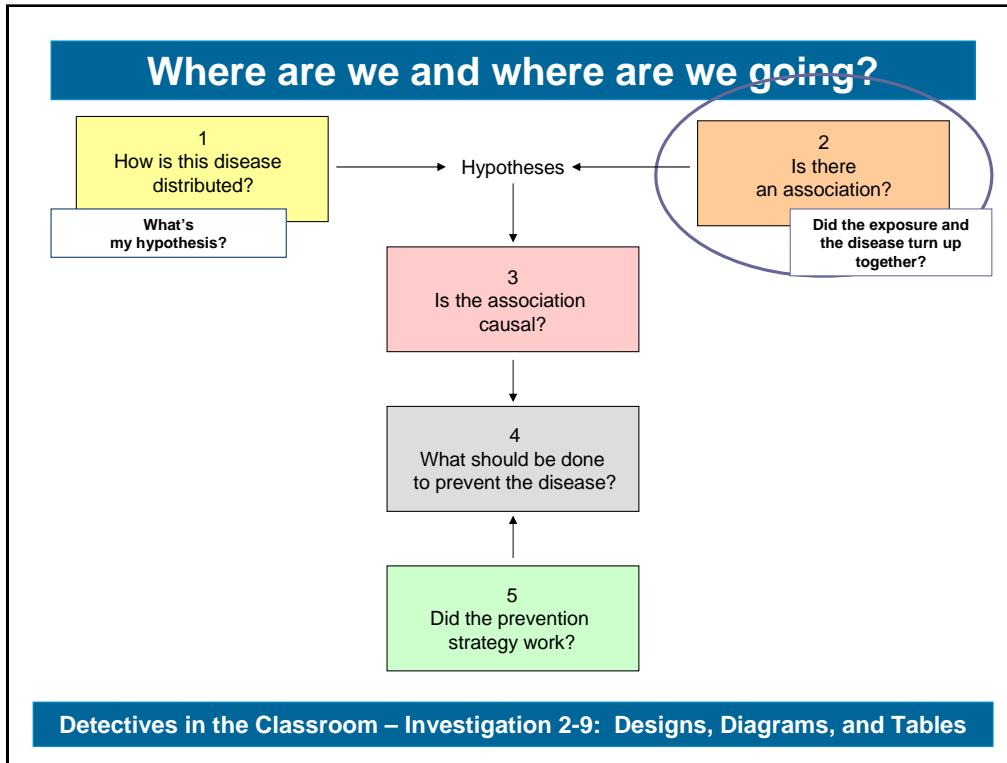 Where are we and where are we going?
1
How is this disease
distributed?
What's
my hypothesis?
Hypotheses
2
Is there
an association?
Did the exposure and
the disease turn up
together?
3
Is the association
causal?
4
What should be done
to prevent the disease?
5
Did the prevention
strategy work?
Detectives in the Classroom – Investigation 2-9:  Designs, Diagrams, and Tables